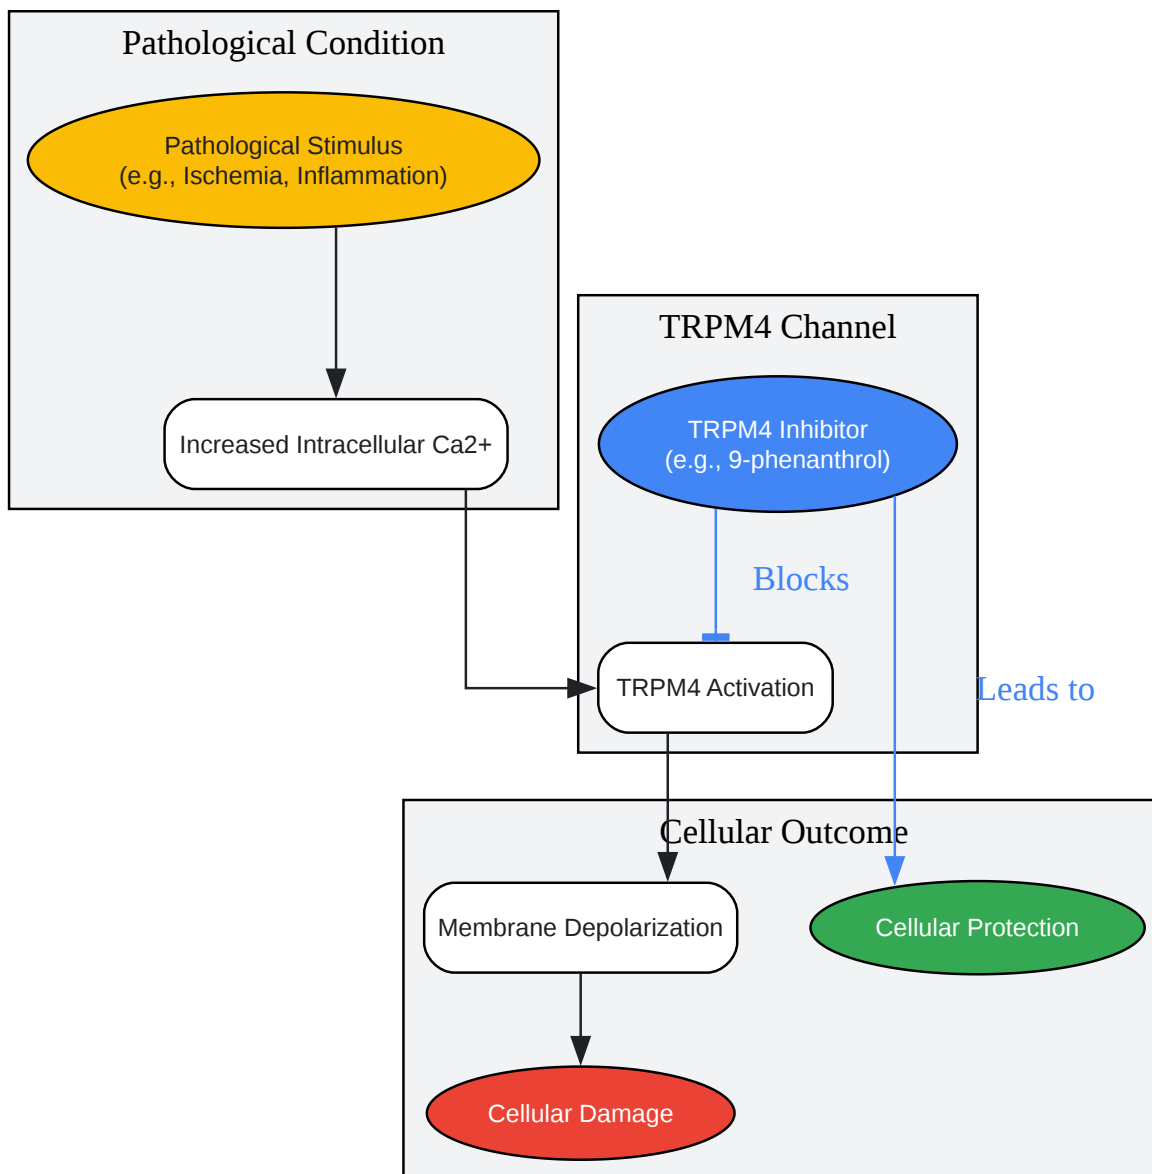 Pathological Condition
Pathological Stimulus
(e.g., Ischemia, Inflammation)
Increased Intracellular Ca2+
TRPM4 Channel
TRPM4 Inhibitor
(e.g., 9-phenanthrol)
Blocks
TRPM4 Activation
Leads to
Cellular Outcome
Membrane Depolarization
Cellular Protection
Cellular Damage